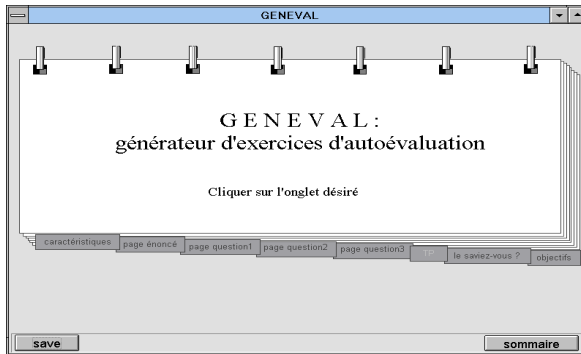 GENEVAL
G E N E V A L :
générateur d'exercices d'autoévaluation
Cliquer sur l'onglet désiré
caractéristiques
page énoncé
page question1
page question2
page question3
TP
le saviez-vous ?
objectifs
save
sommaire